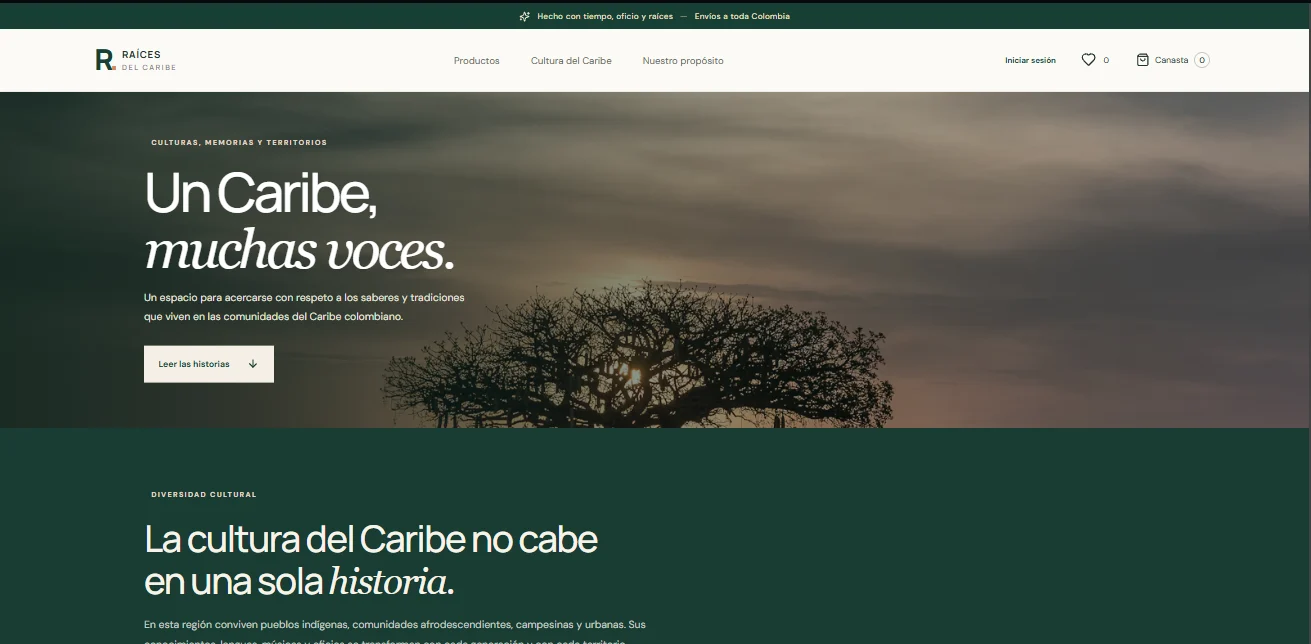 Hecho con tiempo, oficio y raíces — Envíos a toda Colombia
R.
RAÍCES
DEL CARIBE
Productos
Cultura del Caribe
Nuestro propósito
Iniciar sesión
0
Canasta 0
CULTURAS, MEMORIAS Y TERRITORIOS
Un Caribe,
muchas voces.
Un espacio para acercarse con respeto a los saberes y tradiciones
que viven en las comunidades del Caribe colombiano.
Leer las historias
DIVERSIDAD CULTURAL
La cultura del Caribe no cabe
en una sola historia.
En esta región conviven pueblos indígenas, comunidades afrodescendientes, campesinas y urbanas. Sus